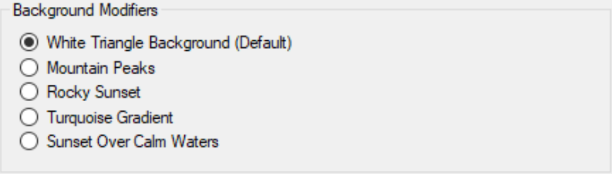 Background Modifiers
White Triangle Background (Default)
Mountain Peaks
Rocky Sunset
Turquoise Gradient
Sunset Over Calm Waters